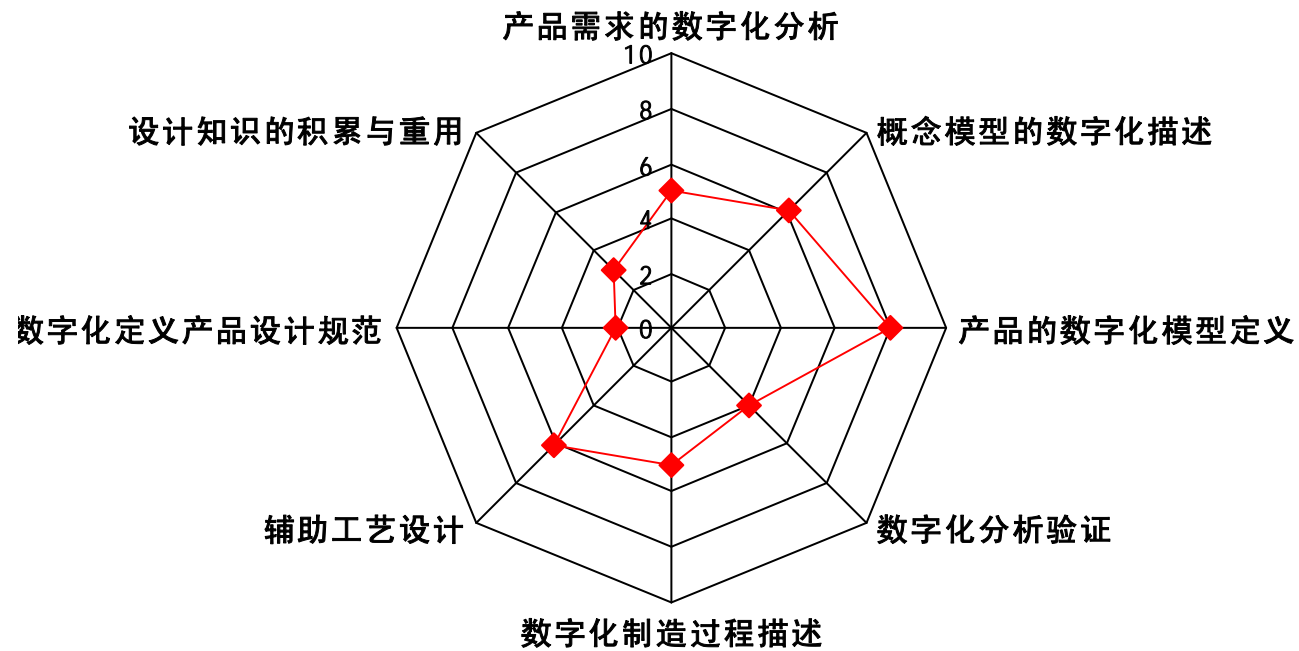 产品需求的数字化分析
10
设计知识的积累与重用
8
概念模型的数字化描述
6
4
2
数字化定义产品设计规范
0
产品的数字化模型定义
辅助工艺设计
数字化分析验证
数字化制造过程描述